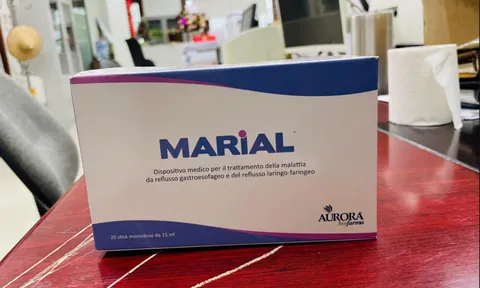 MARIAL
Dispositivo medico per il trattamento della malattia
da reflusso gastroesofageo e del reflusso laringo-faringeo
AURORA
biofarma
20 stick monodose da 15 ml